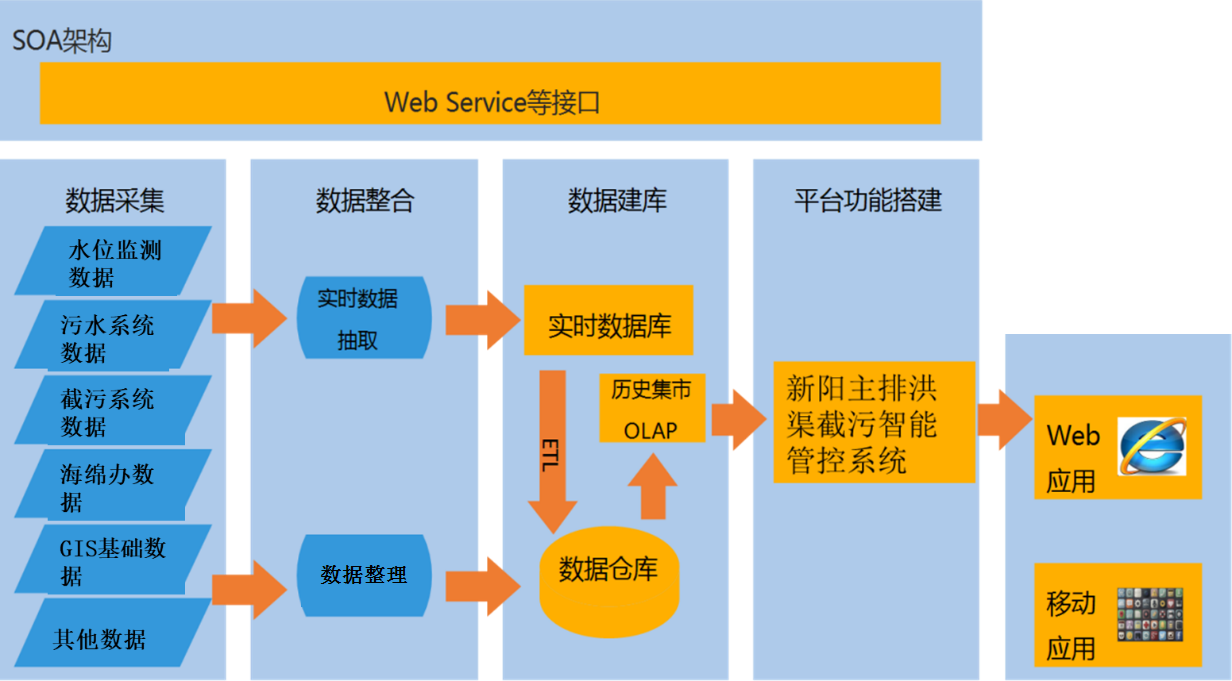 SOA架构
Web Service等接口
数据采集
水位监测
数据
污水系统
数据
截污系统
数据
海绵办数
据
GIS基础数
据
其他数据
数据整合
实时数据
抽取
数据整理
数据建库
实时数据库
ETL
历史集市
OLAP
数据仓库
平台功能搭建
新阳主排洪
渠截污智能
管控系统
Web
应用
移动
应用